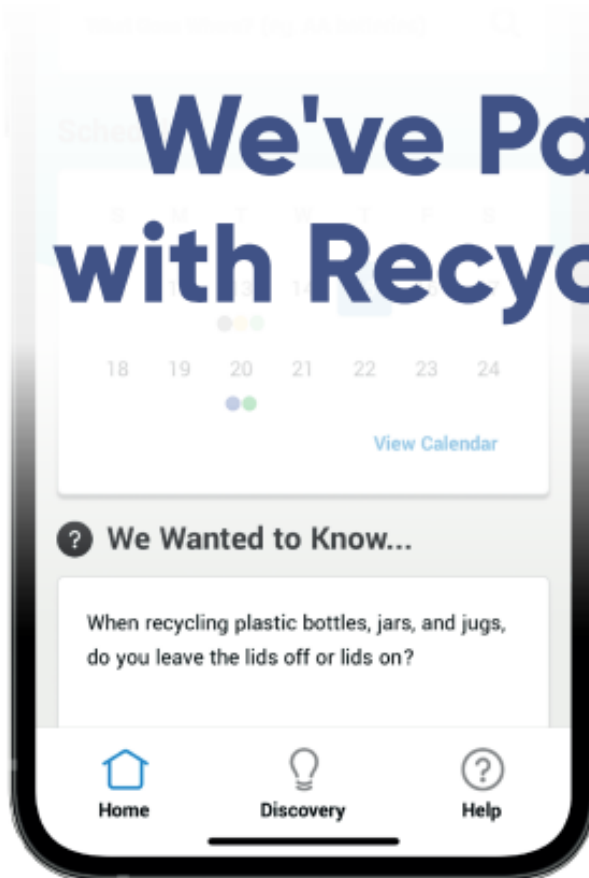 Sched
We've Pa
S M T W T F S
with Recyc
13 14
18 19 20 21 22 23 24
View Calendar
? We Wanted to Know...
When recycling plastic bottles, jars, and jugs,
do you leave the lids off or lids on?
Home Discovery ? Help